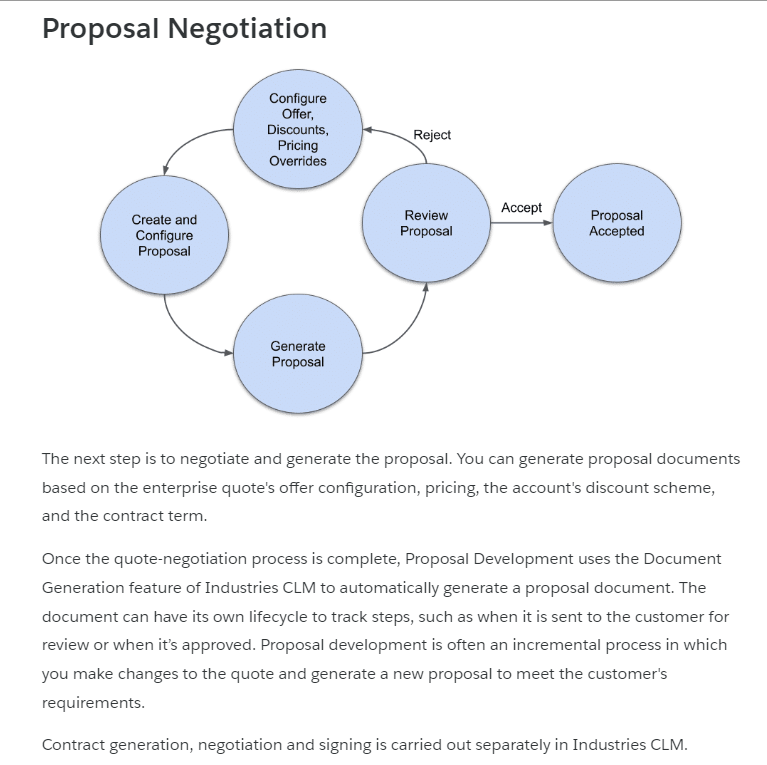 Proposal Negotiation
Configure
Offer,
Discounts,
Pricing
Overrides
Reject
Create and
Configure
Proposal
Review
Proposal
Accept
Proposal
Accepted
Generate
Proposal
The next step is to negotiate and generate the proposal. You can generate proposal documents
based on the enterprise quote's offer configuration, pricing, the account's discount scheme,
and the contract term.
Once the quote-negotiation process is complete, Proposal Development uses the Document
Generation feature of Industries CLM to automatically generate a proposal document. The
document can have its own lifecycle to track steps, such as when it is sent to the customer for
review or when it’s approved. Proposal development is often an incremental process in which
you make changes to the quote and generate a new proposal to meet the customer's
requirements.
Contract generation, negotiation and signing is carried out separately in Industries CLM.